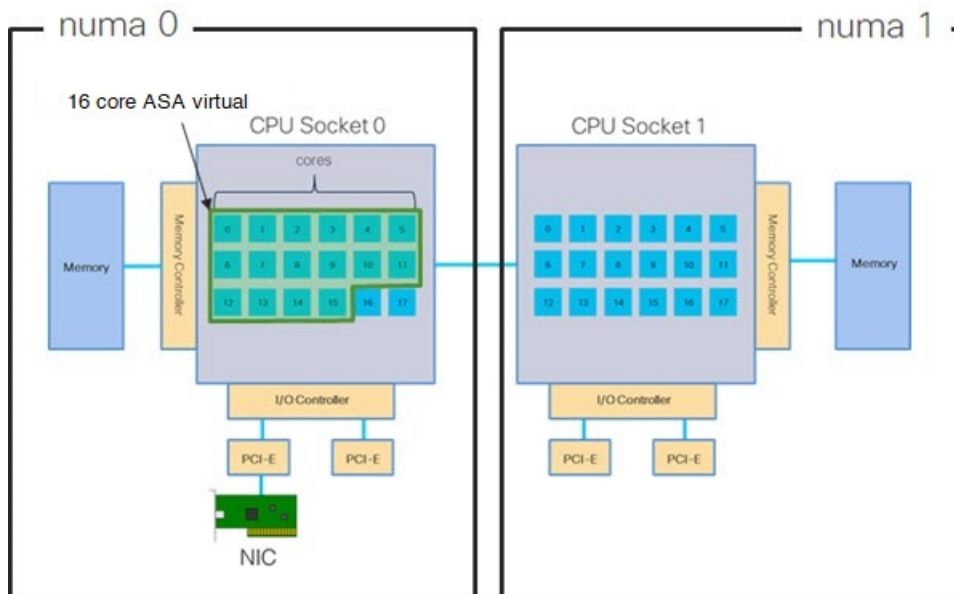 numa 0
numa 1
16 core ASA virtual
CPU Socket 0
CPU Socket 1
cores
Memory
Memory Controller
0 1 2 3 4 5
6 7 8 9 10 11
12 13 14 15 16 17
0 1 2 3 4 5
6 7 8 9 10 11
12 13 14 15 16 17
Memory Controller
Memory
I/O Controller
I/O Controller
PCI-E
PCI-E
PCI-E
PCI-E
NIC